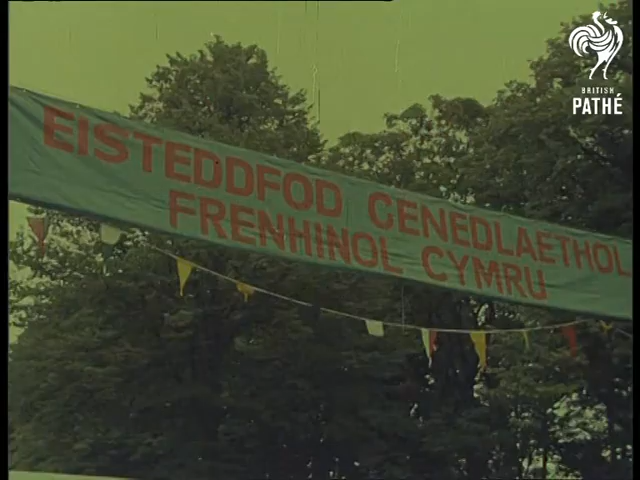 BRITISH
PATHÉ
EISTEDDFOD GENEDLAETHOL
FRENHINOL CYMRU